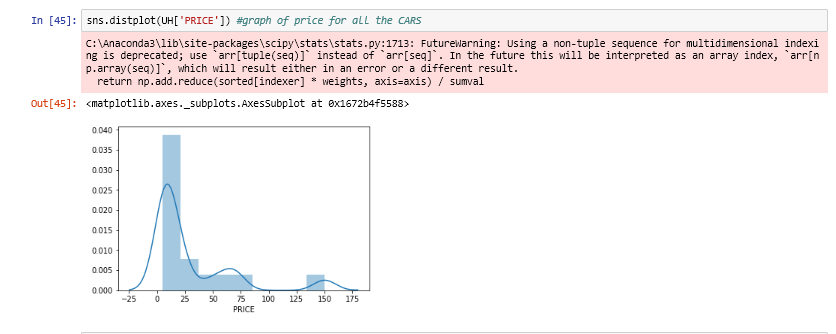 In [45]: sns.distplot(UH['PRICE']) #graph of price for all the CARS
C:\Anaconda3\lib\site-packages\scipy\stats\stats.py:1713: FutureWarning: Using a non-tuple sequence for multidimensional indexi
ng is deprecated; use `arr[tuple(seq)]` instead of `arr[seq]`. In the future this will be interpreted as an array index, `arr[n
p.array(seq)]`, which will result either in an error or a different result.
return np.add.reduce(sorted[indexer] * weights, axis=axis) / sumval
Out[45]: <matplotlib.axes._subplots.AxesSubplot at 0x1672b4f5588>
0.040
0.035
0.030
0.025
0.020
0.015
0.010
0.005
0.000
−25 0 25 50 75 100 125 150 175
PRICE